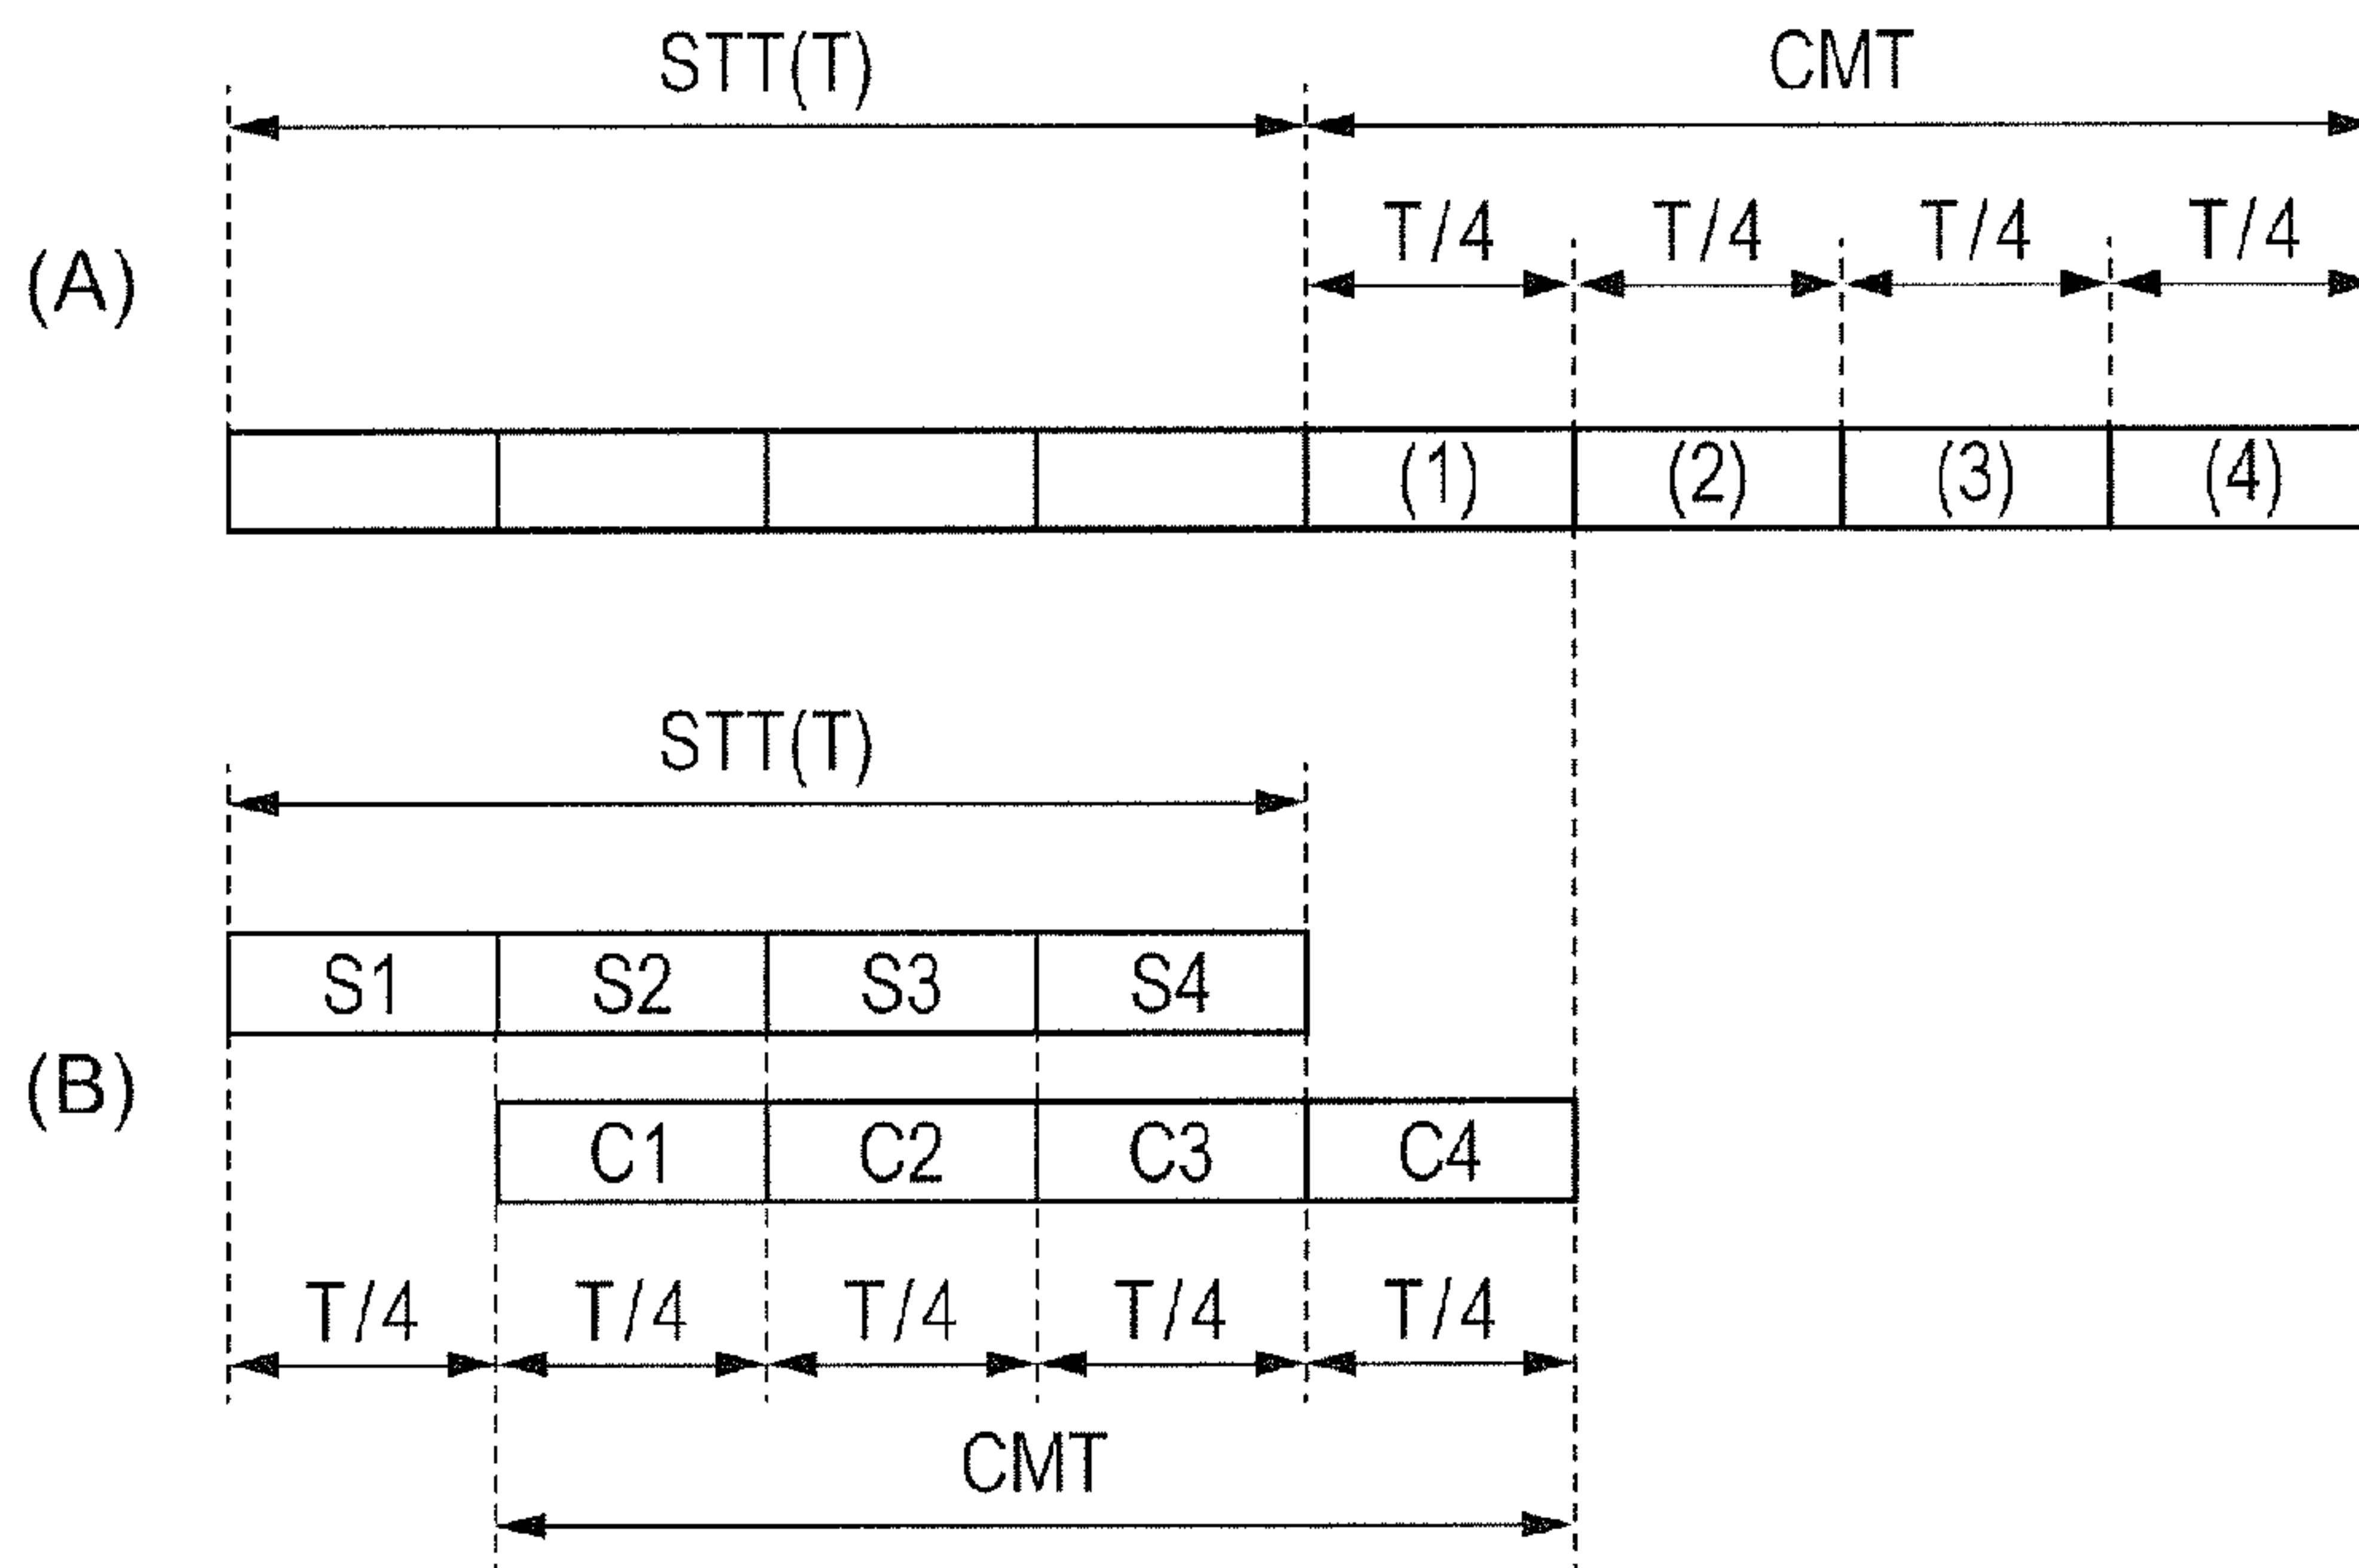 STT(T) CMT
T/4 T/4 T/4 T/4
(A)
(1) (2) (3) (4)
STT(T)
S1 S2 S3 S4
(B)
C1 C2 C3 C4
T/4 T/4 T/4 T/4 T/4
CMT